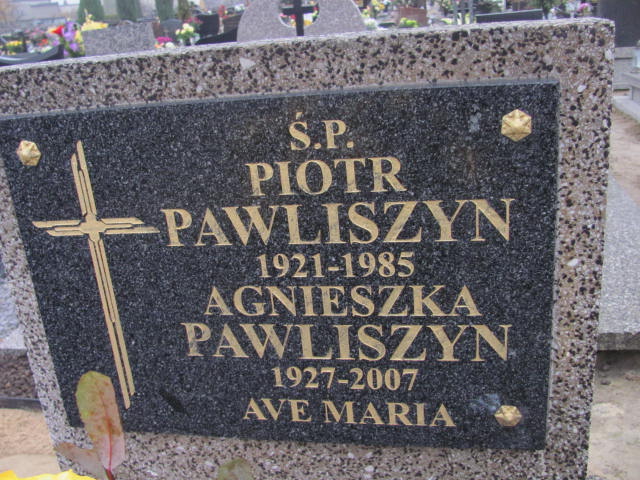 Ś.P.
PIOTR
PAWLISZYN
1921-1985
AGNIESZKA
PAWLISZYN
1927-2007
AVE MARIA